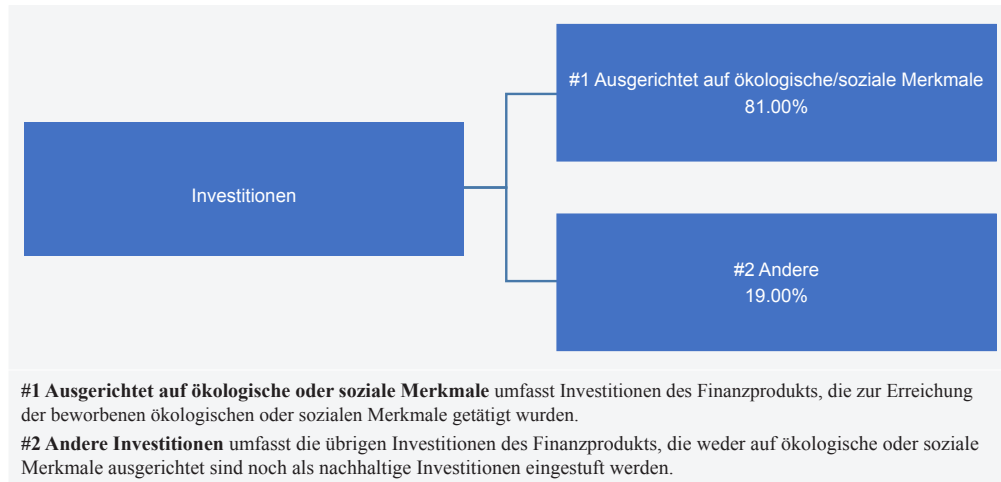 #1 Ausgerichtet auf ökologische/soziale Merkmale
81.00%
Investitionen
#2 Andere
19.00%
#1 Ausgerichtet auf ökologische oder soziale Merkmale umfasst Investitionen des Finanzprodukts, die zur Erreichung
der beworbenen ökologischen oder sozialen Merkmale getätigt wurden.
#2 Andere Investitionen umfasst die übrigen Investitionen des Finanzprodukts, die weder auf ökologische oder soziale
Merkmale ausgerichtet sind noch als nachhaltige Investitionen eingestuft werden.